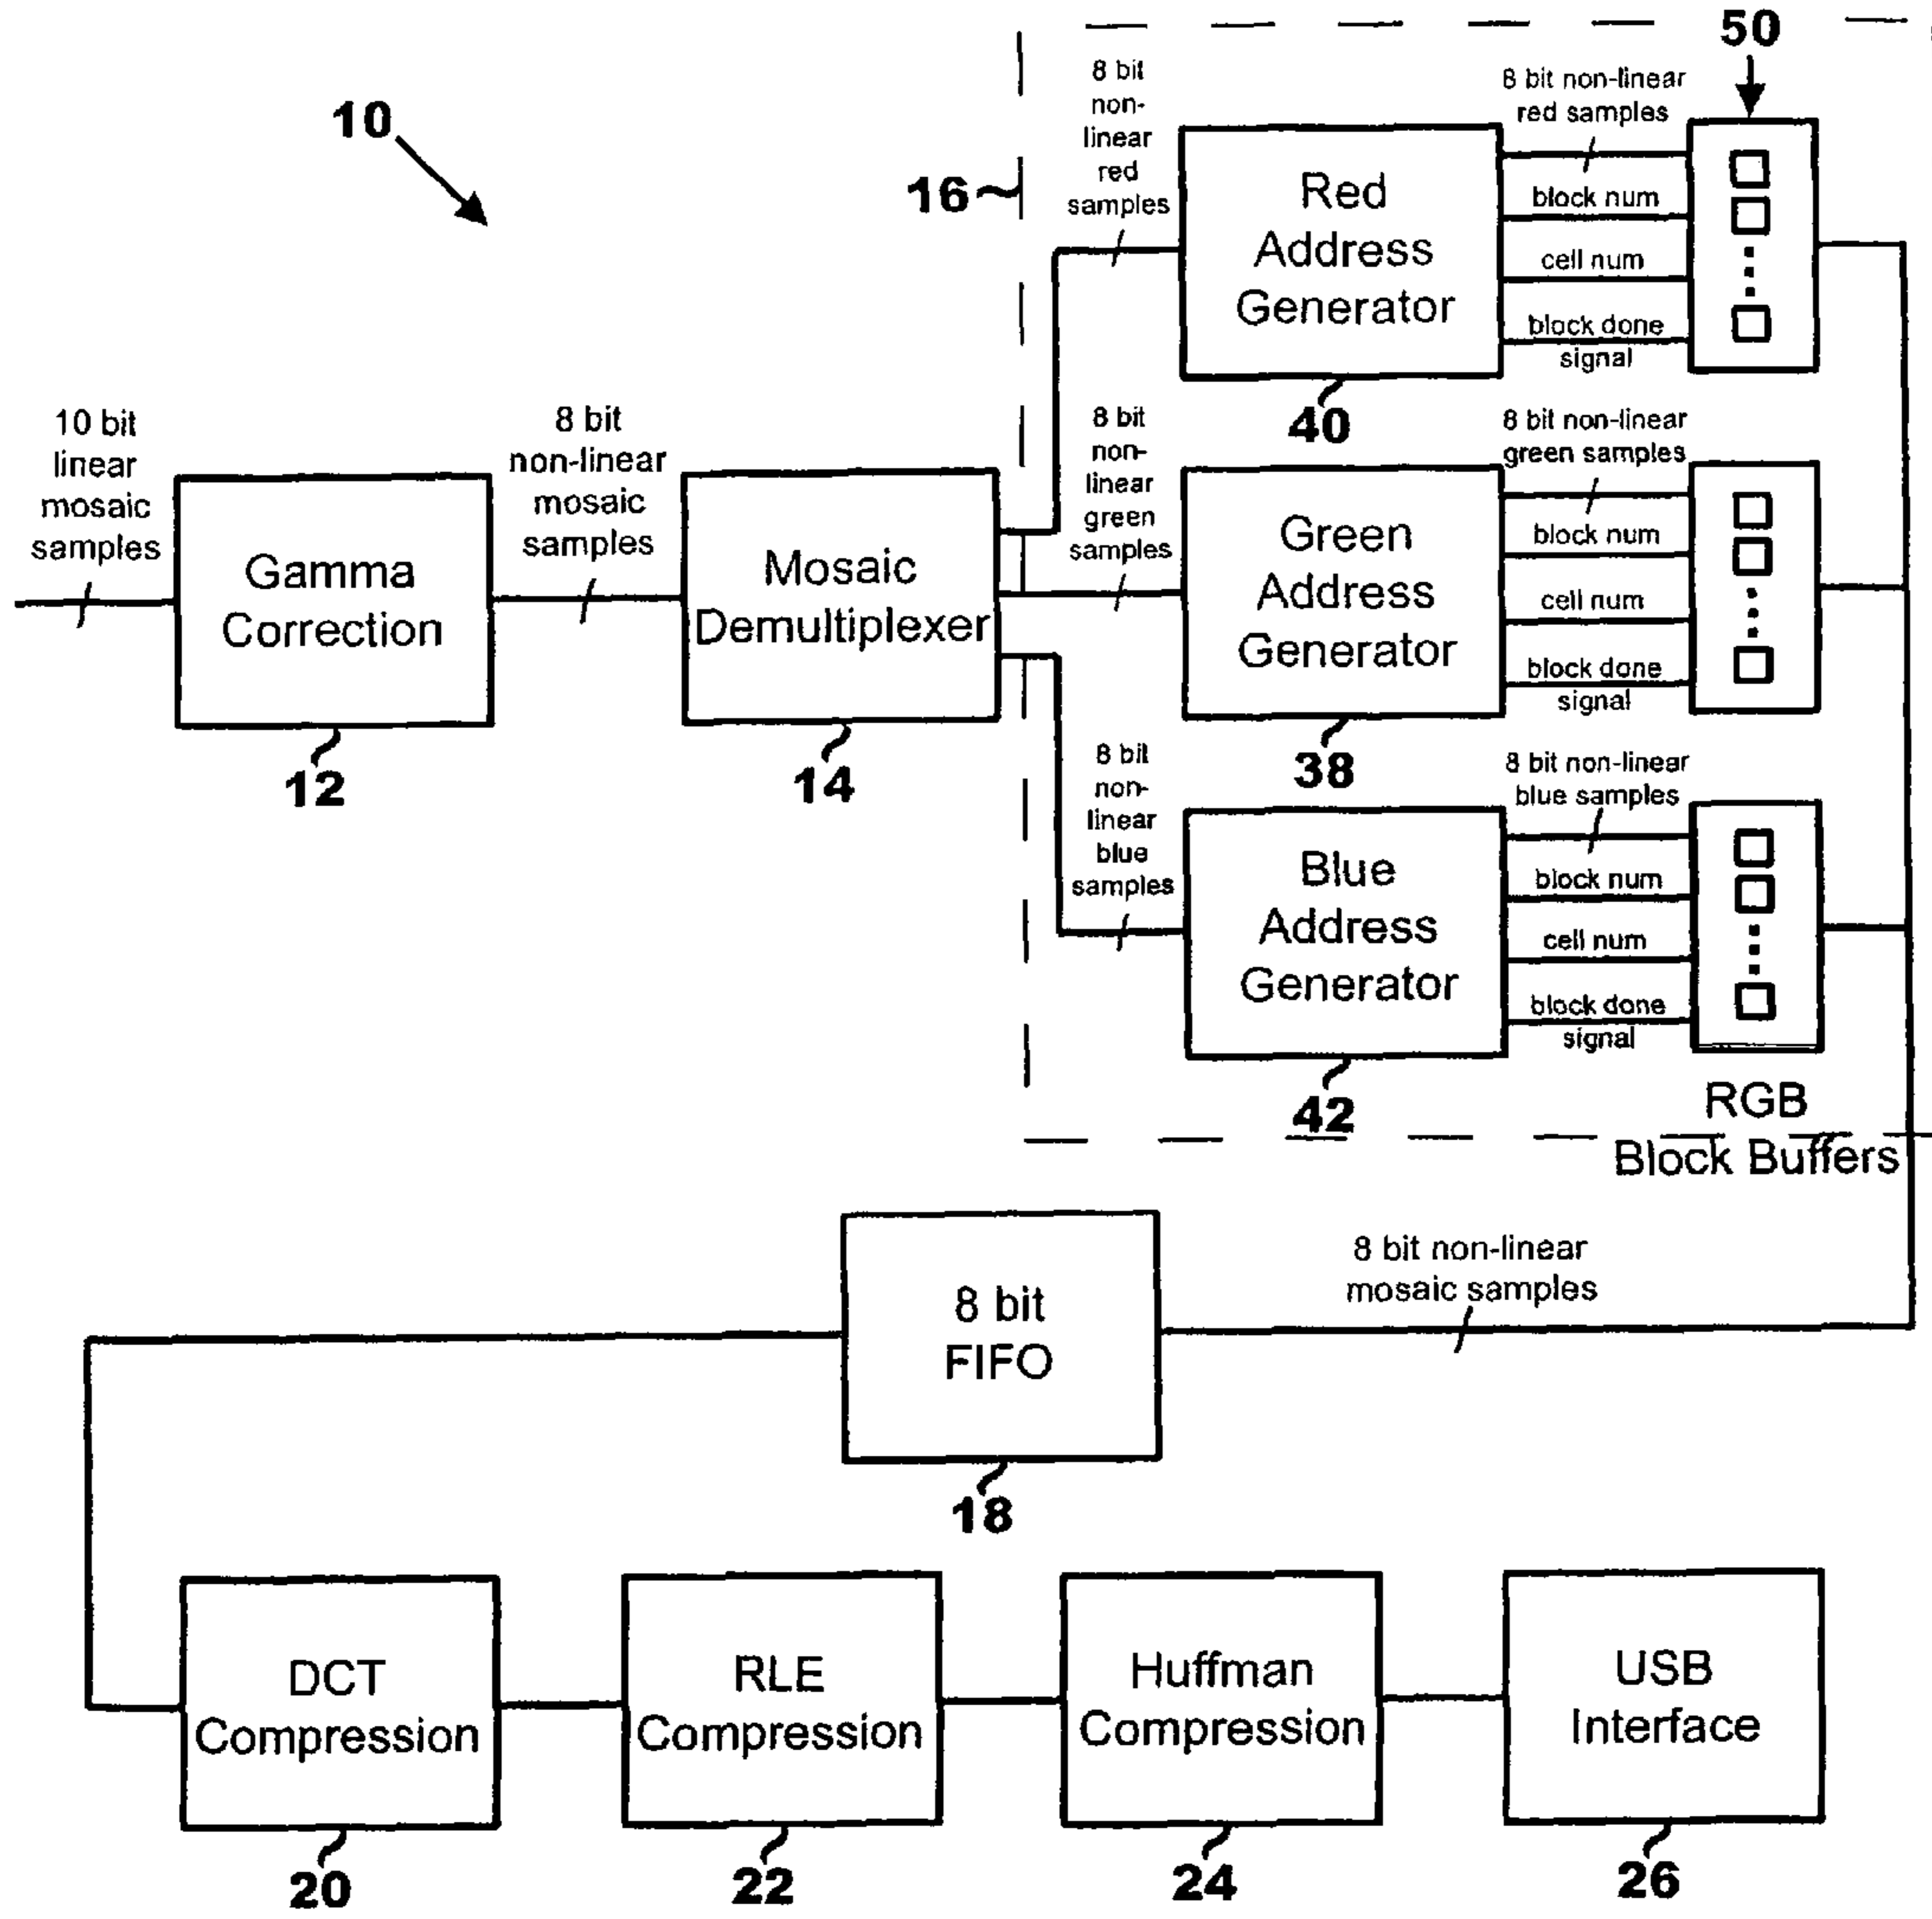 50
10
16
8 bit
non-
linear
red
samples
Red
Address
Generator
8 bit non-linear
red samples
block num
cell num
block done
signal
40
10 bit
linear
mosaic
samples
Gamma
Correction
12
8 bit
non-linear
mosaic
samples
Mosaic
Demultiplexer
14
8 bit
non-
linear
green
samples
Green
Address
Generator
8 bit non-linear
green samples
block num
cell num
block done
signal
38
8 bit
non-
linear
blue
samples
Blue
Address
Generator
8 bit non-linear
blue samples
block num
cell num
block done
signal
42
RGB
Block Buffers
8 bit
FIFO
18
8 bit non-linear
mosaic samples
DCT
Compression
20
RLE
Compression
22
Huffman
Compression
24
USB
Interface
26